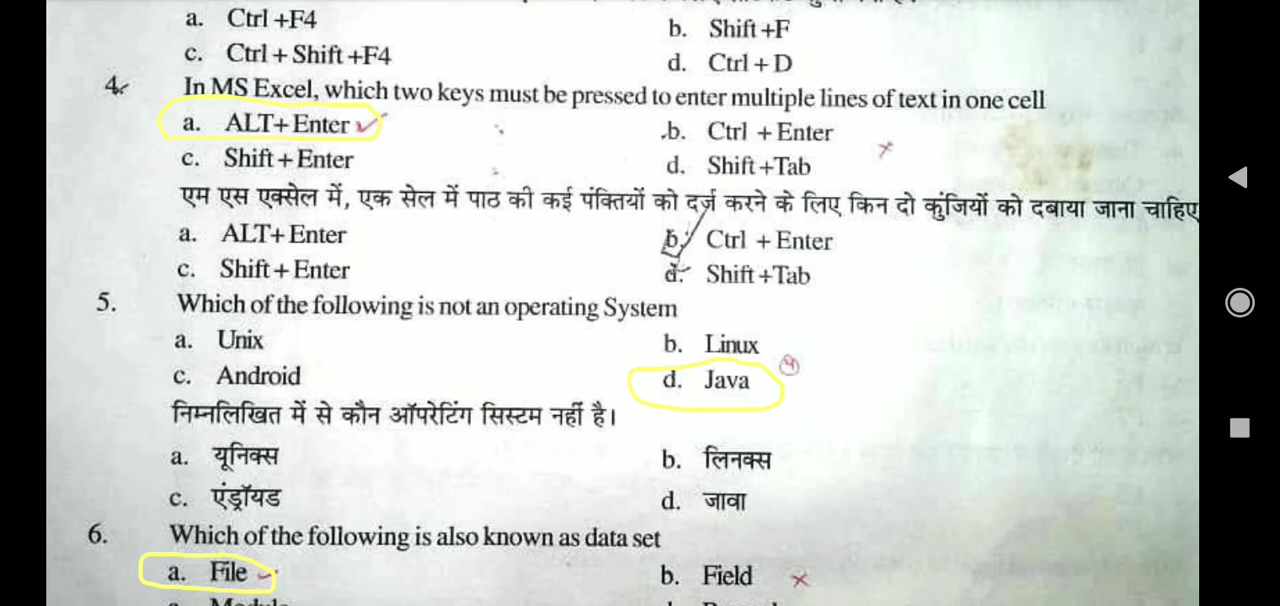 a. Ctrl +F4 b. Shift +F
c. Ctrl + Shift +F4 d. Ctrl + D
4. In MS Excel, which two keys must be pressed to enter multiple lines of text in one cell
a. ALT+ Enter b. Ctrl + Enter
c. Shift + Enter d. Shift +Tab
एम एस एक्सेल में, एक सेल में पाठ की कई पंक्तियों को दर्ज़ करने के लिए किन दो कुंजियों को दबाया जाना चाहिए
a. ALT+ Enter b. Ctrl + Enter
c. Shift + Enter d. Shift +Tab
5. Which of the following is not an operating System
a. Unix b. Linux
c. Android d. Java
निम्नलिखित में से कौन ऑपरेटिंग सिस्टम नहीं है।
a. यूनिक्स b. लिनक्स
c. एंड्रॉयड d. जावा
6. Which of the following is also known as data set
a. File b. Field